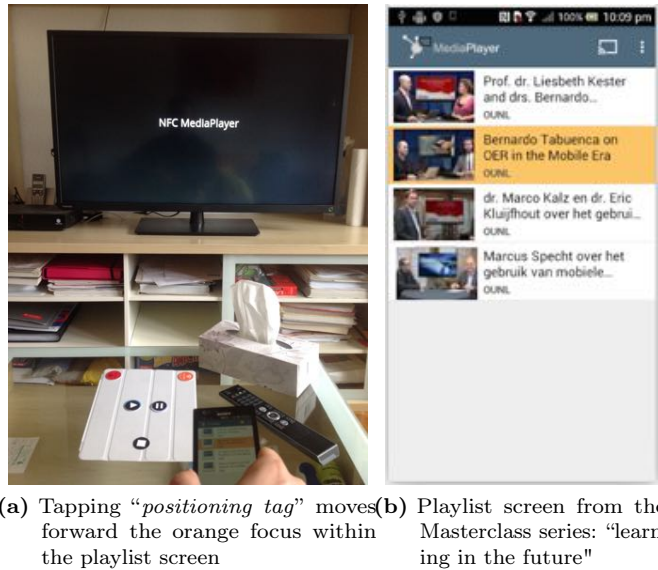 NFC MediaPlayer
100% 10:09 pm
MediaPlayer
Prof. dr. Liesbeth Kester
and drs. Bernardo...
OUNL
Bernardo Tabuenca on
OER in the Mobile Era
OUNL
dr. Marco Kalz en dr. Eric
Kluijfhout over het gebrui...
OUNL
Marcus Specht over het
gebruik van mobiele...
OUNL
(a) Tapping “positioning tag” moves
forward the orange focus within
the playlist screen
(b) Playlist screen from the
Masterclass series: “learn
ing in the future"